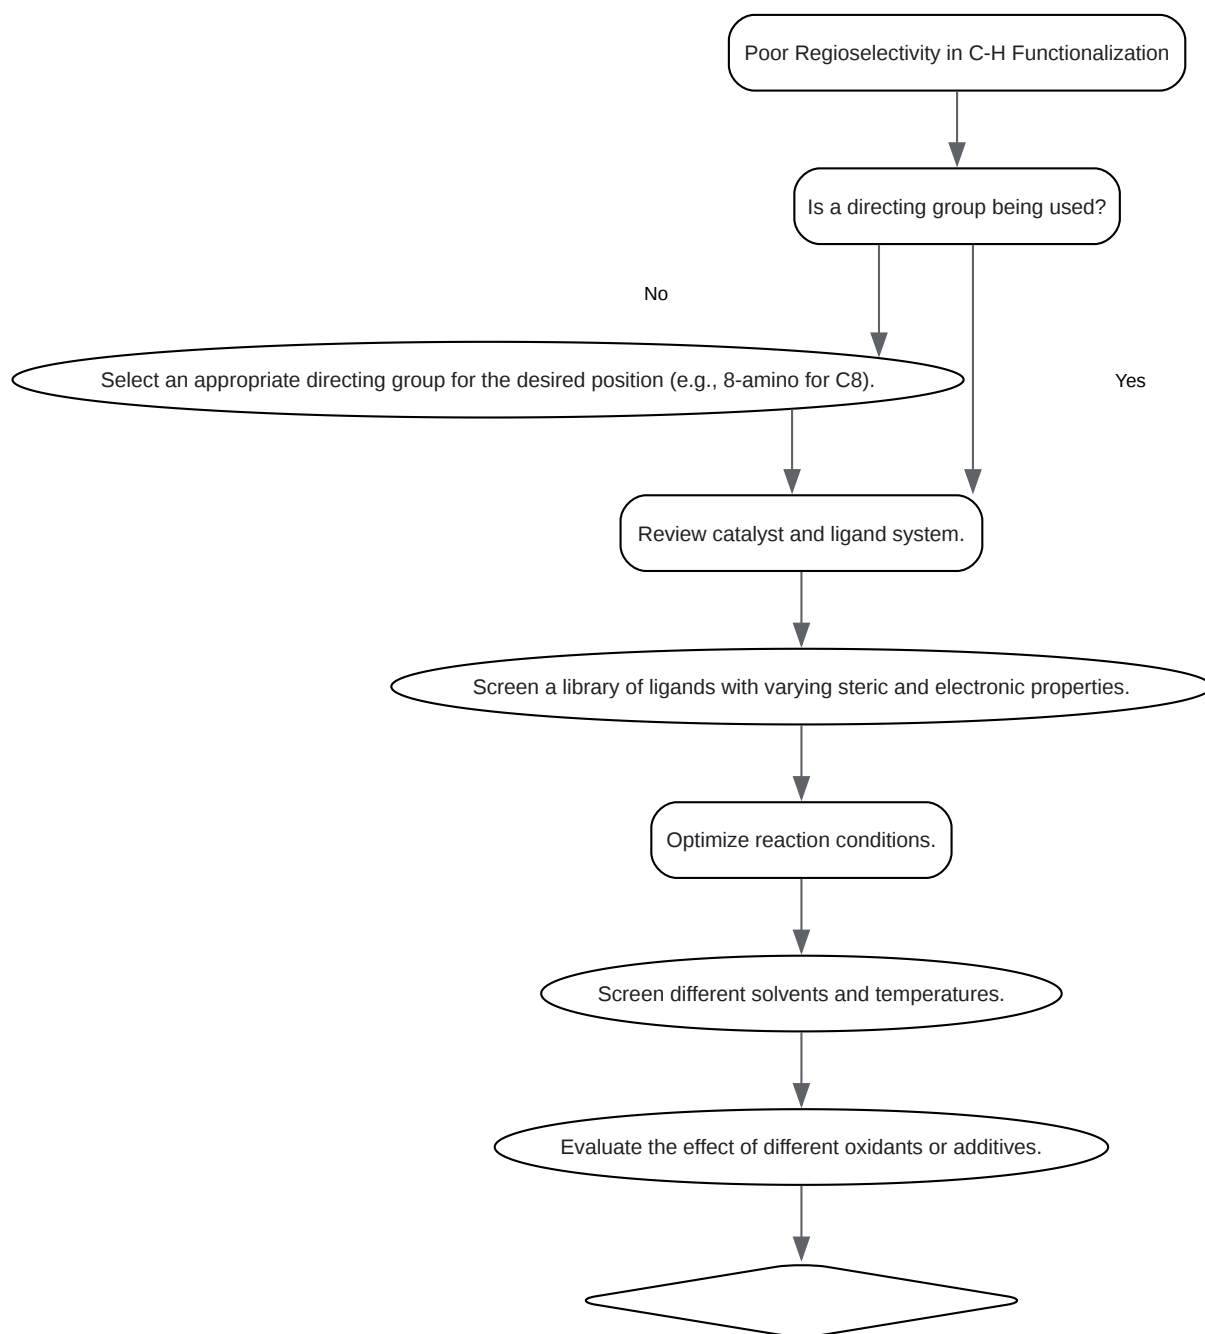 Poor Regioselectivity in C-H Functionalization
Is a directing group being used?
No
Select an appropriate directing group for the desired position (e.g., 8-amino for C8).
Yes
Review catalyst and ligand system.
Screen a library of ligands with varying steric and electronic properties.
Optimize reaction conditions.
Screen different solvents and temperatures.
Evaluate the effect of different oxidants or additives.